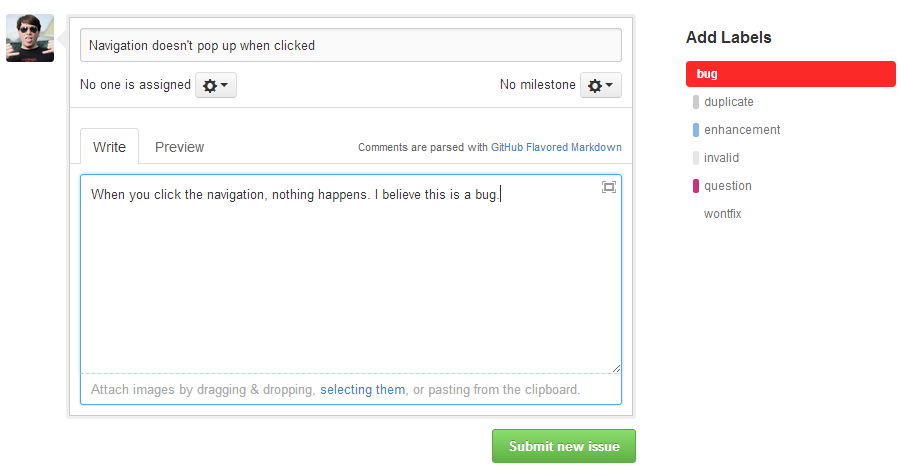 Navigation doesn't pop up when clicked
No one is assigned
No milestone
Write
Preview
Comments are parsed with GitHub Flavored Markdown
When you click the navigation, nothing happens. I believe this is a bug.
Attach images by dragging & dropping, selecting them, or pasting from the clipboard.
Submit new issue
Add Labels
bug
duplicate
enhancement
invalid
question
wontfix